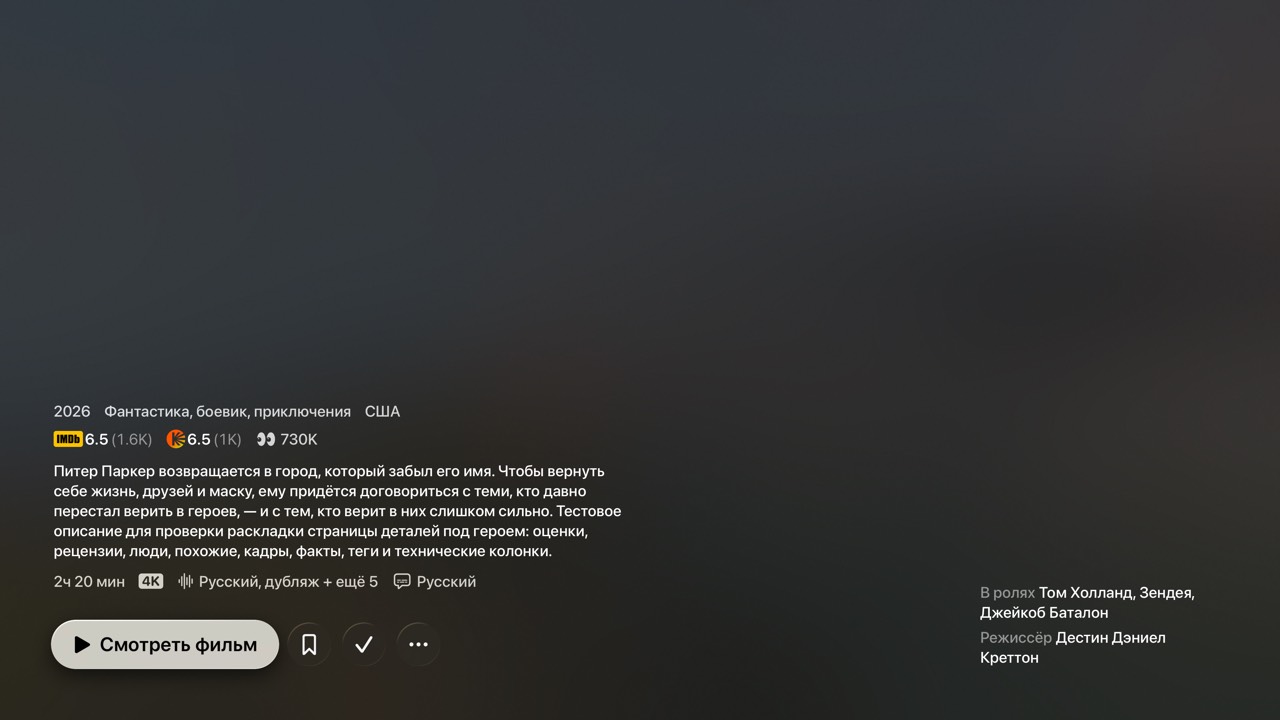 2026 Фантастика, боевик, приключения США
IMDb 6.5 (1.6K) 6.5 (1K) 👀 730K
Питер Паркер возвращается в город, который забыл его имя. Чтобы вернуть
себе жизнь, друзей и маску, ему придётся договориться с теми, кто давно
перестал верить в героев, — и с тем, кто верит в них слишком сильно. Тестовое
описание для проверки раскладки страницы деталей под героем: оценки,
рецензии, люди, похожие, кадры, факты, теги и технические колонки.
2ч 20 мин 4K Русский, дубляж + ещё 5 Русский
Смотреть фильм
В ролях Том Холланд, Зендея,
Джейкоб Баталон
Режиссёр Дестин Дэниел
Креттон